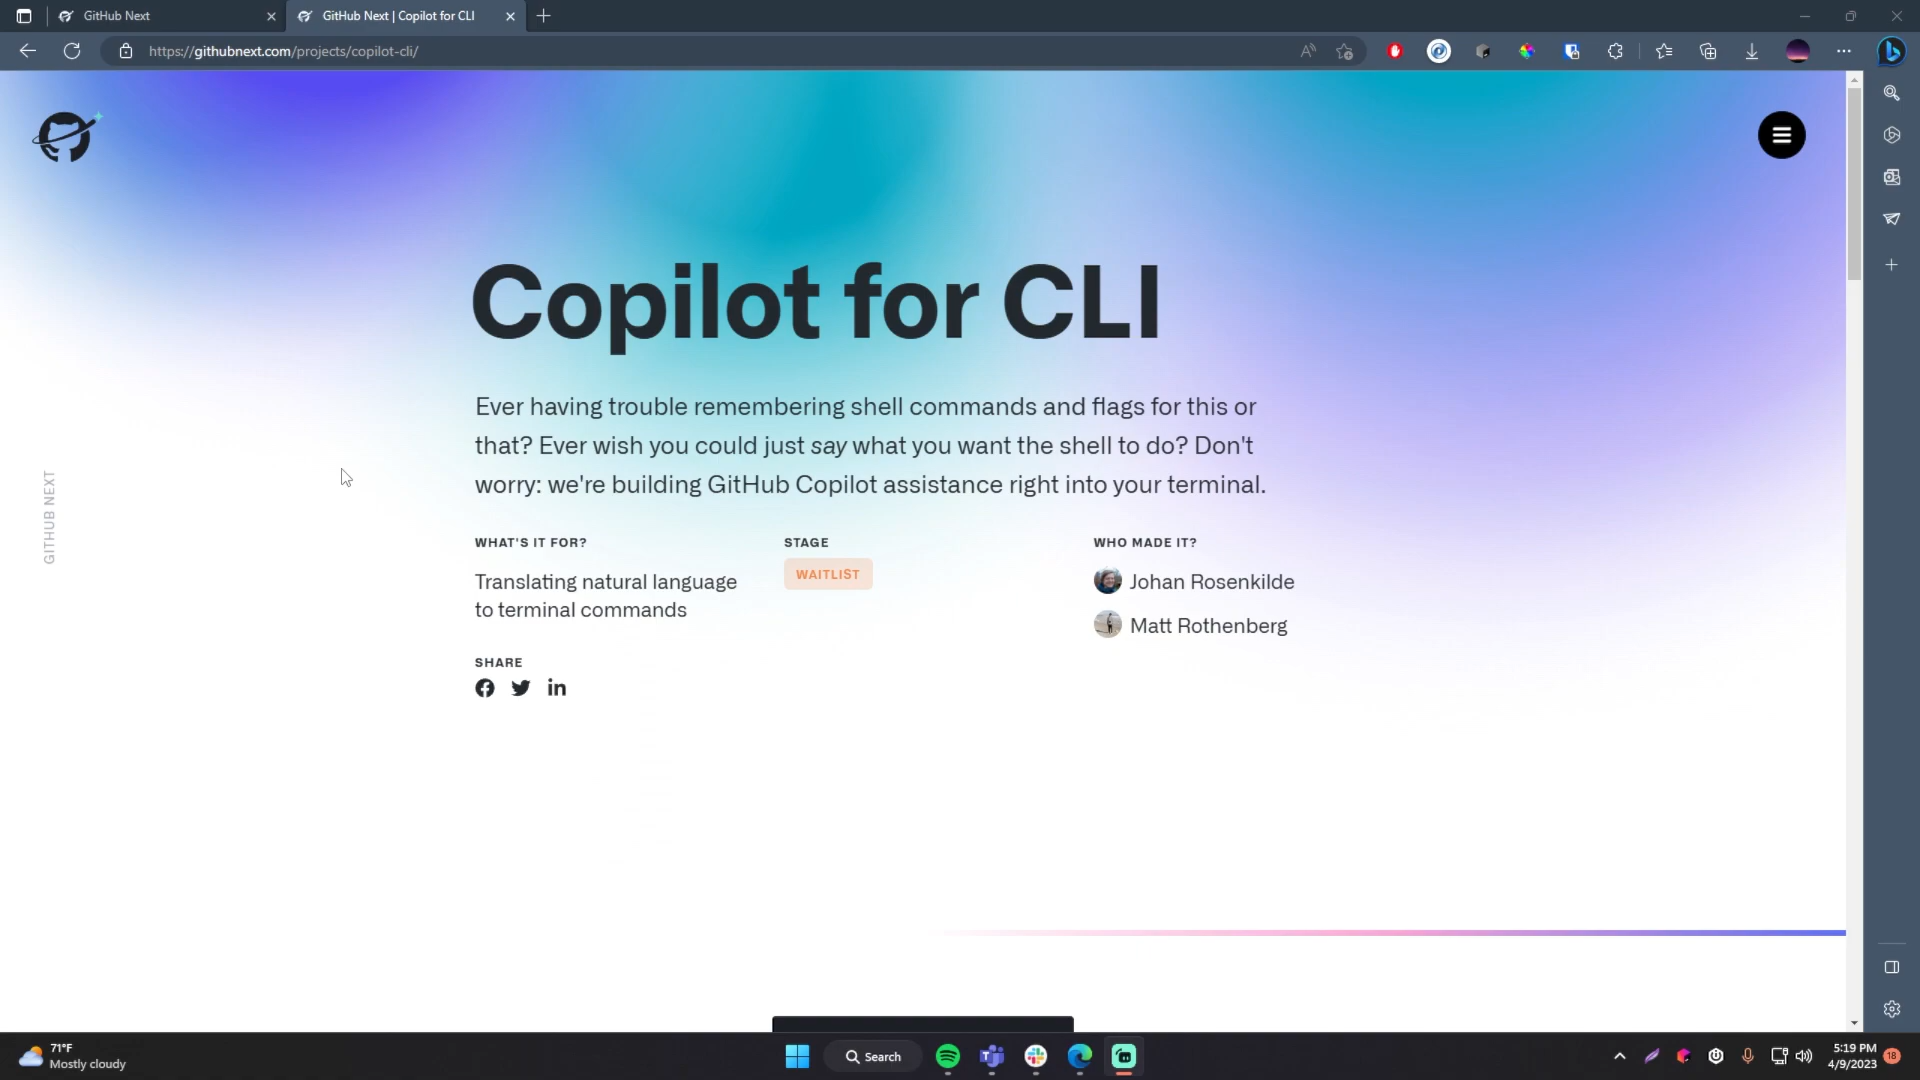 GitHub Next
GitHub Next | Copilot for CLI
https://githubnext.com/projects/copilot-cli/
GITHUB NEXT
Copilot for CLI
Ever having trouble remembering shell commands and flags for this or
that? Ever wish you could just say what you want the shell to do? Don't
worry: we're building GitHub Copilot assistance right into your terminal.
WHAT'S IT FOR?
Translating natural language
to terminal commands
STAGE
WAITLIST
WHO MADE IT?
Johan Rosenkilde
Matt Rothenberg
SHARE
71°F
Mostly cloudy
Search
5:19 PM
4/9/2023
18